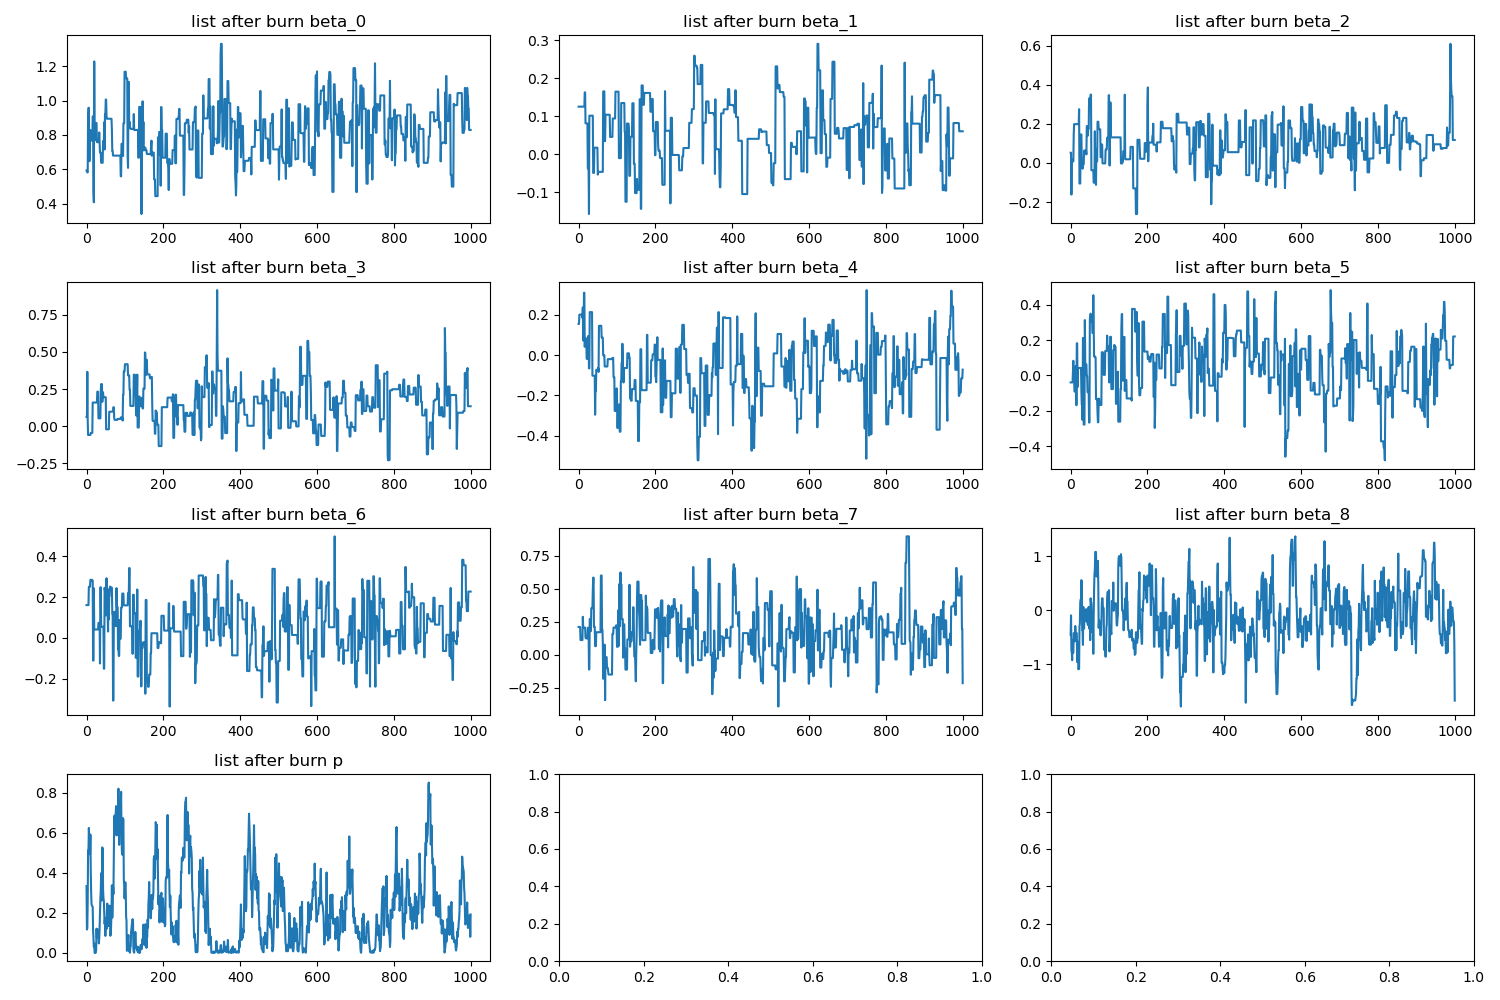 list after burn beta_0 list after burn beta_1 list after burn beta_2
1.2 0.3 0.6
1.0 0.2 0.4
0.8 0.1 0.2
0.6 0.0 0.0
0.4 −0.1 −0.2
0 200 400 600 800 1000 0 200 400 600 800 1000 0 200 400 600 800 1000
list after burn beta_3 list after burn beta_4 list after burn beta_5
0.75 0.2 0.4
0.50 0.0 0.2
0.25 −0.2 0.0
0.00 −0.4 −0.2
−0.25 −0.4
0 200 400 600 800 1000 0 200 400 600 800 1000 0 200 400 600 800 1000
list after burn beta_6 list after burn beta_7 list after burn beta_8
0.4 0.75 1
0.2 0.50 0
0.0 0.25 −1
−0.2 0.00
−0.25
0 200 400 600 800 1000 0 200 400 600 800 1000 0 200 400 600 800 1000
list after burn p
0.8 1.0 1.0
0.6 0.8 0.8
0.4 0.6 0.6
0.2 0.4 0.4
0.0 0.2 0.2
0.0 0.0
0 200 400 600 800 1000 0.0 0.2 0.4 0.6 0.8 1.0 0.0 0.2 0.4 0.6 0.8 1.0